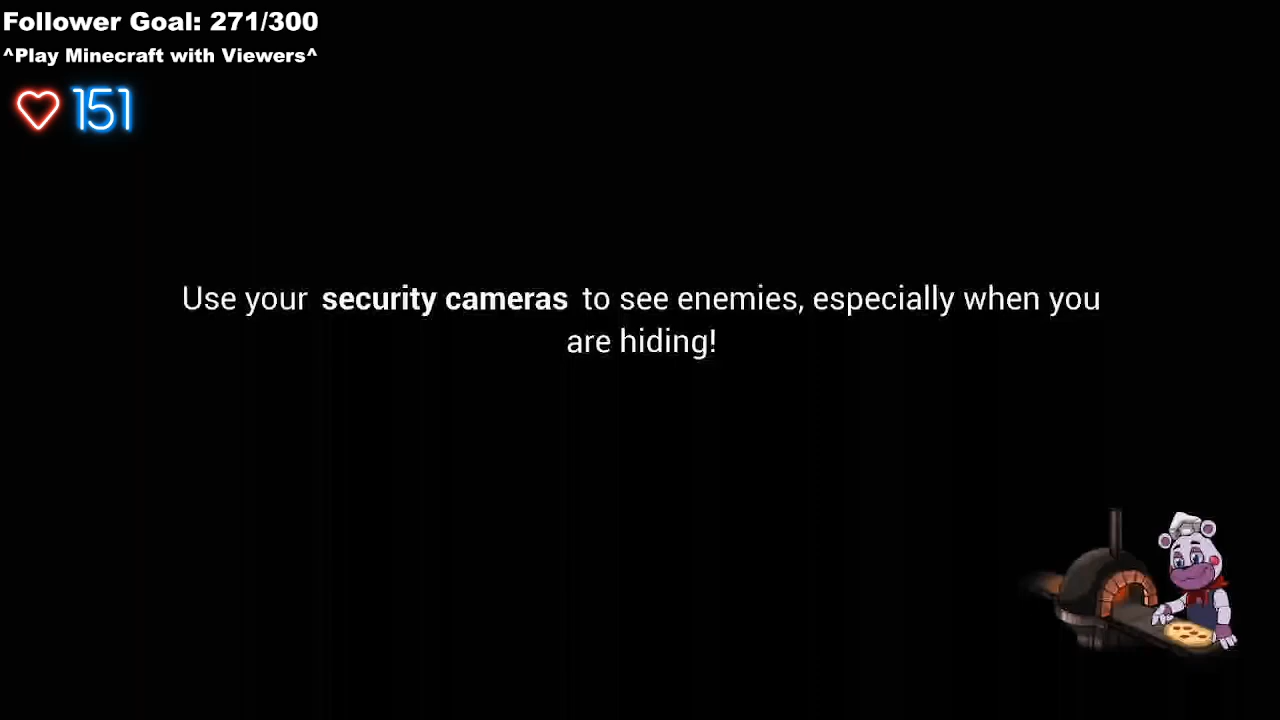 Follower Goal: 271/300
^Play Minecraft with Viewers^
151
Use your security cameras to see enemies, especially when you
are hiding!